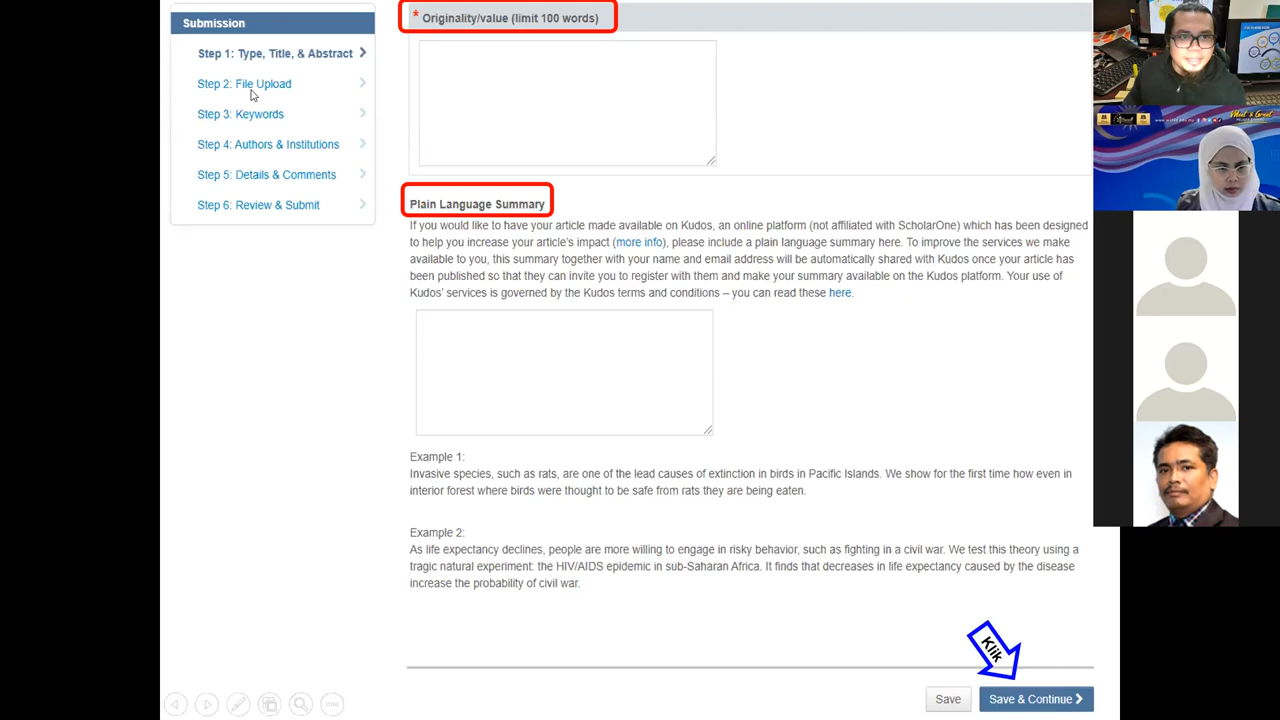 Submission
Step 1: Type, Title, & Abstract
Step 2: File Upload
Step 3: Keywords
Step 4: Authors & Institutions
Step 5: Details & Comments
Step 6: Review & Submit
* Originality/value (limit 100 words)
Plain Language Summary
If you would like to have your article made available on Kudos, an online platform (not affiliated with ScholarOne) which has been designed
to help you increase your article's impact (more info), please include a plain language summary here. To improve the services we make
available to you, this summary together with your name and email address will be automatically shared with Kudos once your article has
been published so that they can invite you to register with them and make your summary available on the Kudos platform. Your use of
Kudos' services is governed by the Kudos terms and conditions – you can read these here.
Example 1:
Invasive species, such as rats, are one of the lead causes of extinction in birds in Pacific Islands. We show for the first time how even in
interior forest where birds were thought to be safe from rats they are being eaten.
Example 2:
As life expectancy declines, people are more willing to engage in risky behavior, such as fighting in a civil war. We test this theory using a
tragic natural experiment: the HIV/AIDS epidemic in sub-Saharan Africa. It finds that decreases in life expectancy caused by the disease
increase the probability of civil war.
Klik
Save
Save & Continue